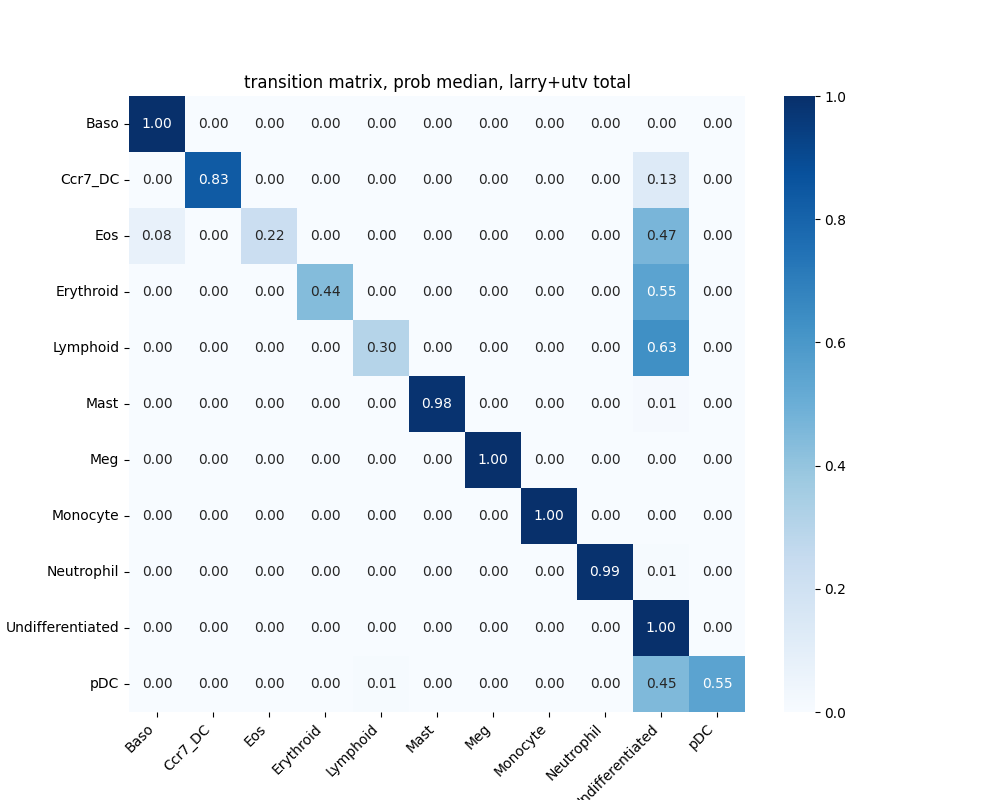 transition matrix, prob median, larry+utv total
Baso 1.00 0.00 0.00 0.00 0.00 0.00 0.00 0.00 0.00 0.00 0.00
Ccr7_DC 0.00 0.83 0.00 0.00 0.00 0.00 0.00 0.00 0.00 0.13 0.00
Eos 0.08 0.00 0.22 0.00 0.00 0.00 0.00 0.00 0.00 0.47 0.00
Erythroid 0.00 0.00 0.00 0.44 0.00 0.00 0.00 0.00 0.00 0.55 0.00
Lymphoid 0.00 0.00 0.00 0.00 0.30 0.00 0.00 0.00 0.00 0.63 0.00
Mast 0.00 0.00 0.00 0.00 0.00 0.98 0.00 0.00 0.00 0.01 0.00
Meg 0.00 0.00 0.00 0.00 0.00 0.00 1.00 0.00 0.00 0.00 0.00
Monocyte 0.00 0.00 0.00 0.00 0.00 0.00 0.00 1.00 0.00 0.00 0.00
Neutrophil 0.00 0.00 0.00 0.00 0.00 0.00 0.00 0.00 0.99 0.01 0.00
Undifferentiated 0.00 0.00 0.00 0.00 0.00 0.00 0.00 0.00 0.00 1.00 0.00
pDC 0.00 0.00 0.00 0.00 0.01 0.00 0.00 0.00 0.00 0.45 0.55
Baso Ccr7_DC Eos Erythroid Lymphoid Mast Meg Monocyte Neutrophil ndifferentiated pDC
1.0
0.8
0.6
0.4
0.2
0.0